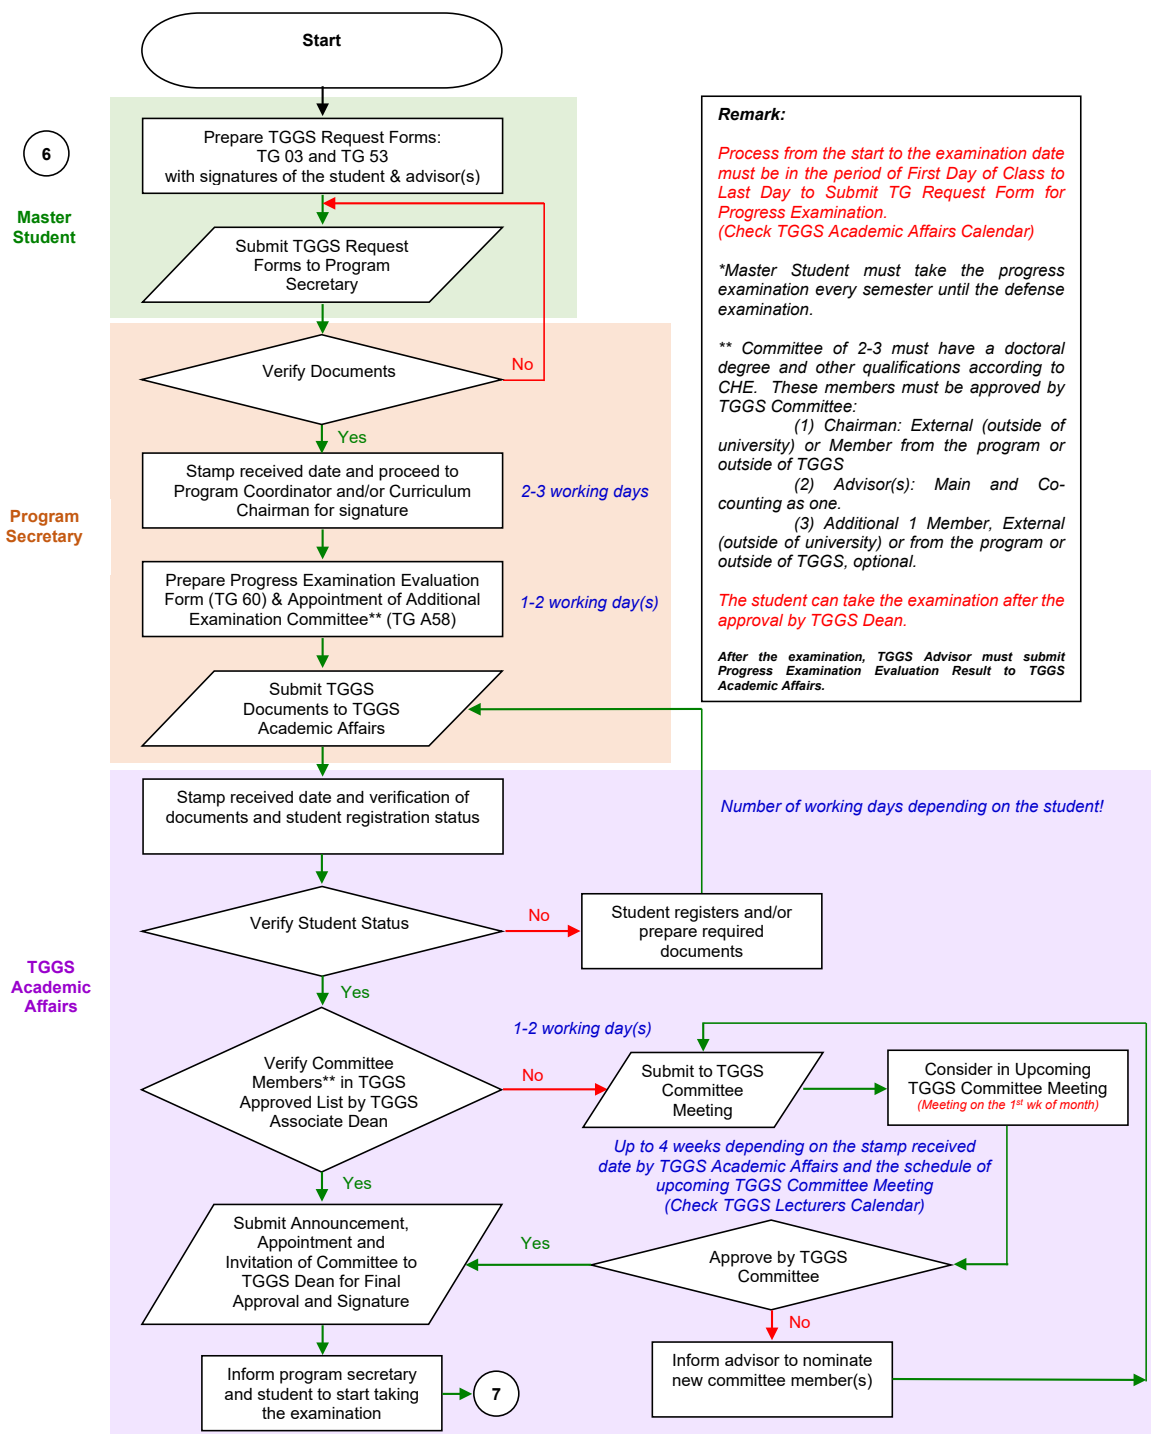 Start
6
Master
Student
Prepare TGGS Request Forms:
TG 03 and TG 53
with signatures of the student & advisor(s)
Submit TGGS Request
Forms to Program
Secretary
Remark:
Process from the start to the examination date
must be in the period of First Day of Class to
Last Day to Submit TG Request Form for
Progress Examination.
(Check TGGS Academic Affairs Calendar)
*Master Student must take the progress
examination every semester until the defense
examination.
** Committee of 2-3 must have a doctoral
degree and other qualifications according to
CHE. These members must be approved by
TGGS Committee:
(1) Chairman: External (outside of
university) or Member from the program or
outside of TGGS
(2) Advisor(s): Main and Co-
counting as one.
(3) Additional 1 Member, External
(outside of university) or from the program or
outside of TGGS, optional.
The student can take the examination after the
approval by TGGS Dean.
After the examination, TGGS Advisor must submit
Progress Examination Evaluation Result to TGGS
Academic Affairs.
Program
Secretary
Verify Documents
No
Yes
Stamp received date and proceed to
Program Coordinator and/or Curriculum
Chairman for signature
2-3 working days
Prepare Progress Examination Evaluation
Form (TG 60) & Appointment of Additional
Examination Committee** (TG A58)
1-2 working day(s)
Submit TGGS
Documents to TGGS
Academic Affairs
TGGS
Academic
Affairs
Stamp received date and verification of
documents and student registration status
Number of working days depending on the student!
Verify Student Status
No
Student registers and/or
prepare required
documents
Yes
1-2 working day(s)
Verify Committee
Members** in TGGS
Approved List by TGGS
Associate Dean
No
Submit to TGGS
Committee
Meeting
Consider in Upcoming
TGGS Committee Meeting
(Meeting on the 1st wk of month)
Up to 4 weeks depending on the stamp received
date by TGGS Academic Affairs and the schedule of
upcoming TGGS Committee Meeting
(Check TGGS Lecturers Calendar)
Yes
Submit Announcement,
Appointment and
Invitation of Committee to
TGGS Dean for Final
Approval and Signature
Yes
Approve by TGGS
Committee
No
Inform advisor to nominate
new committee member(s)
Inform program secretary
and student to start taking
the examination
7